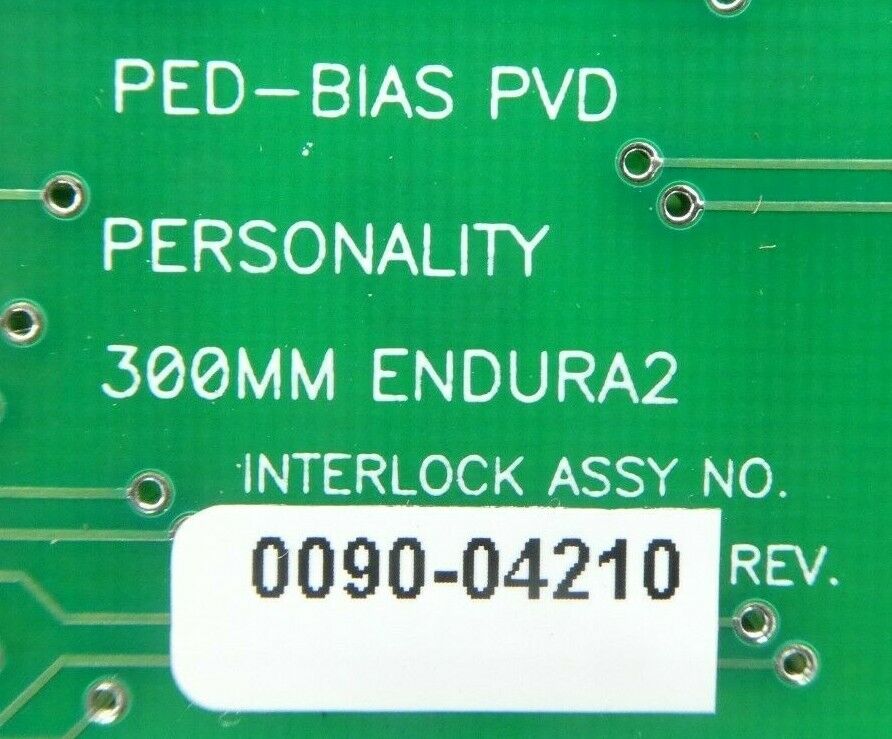 PED-BIAS PVD
PERSONALITY
300MM ENDURA2
INTERLOCK ASSY NO.
0090-04210 REV.